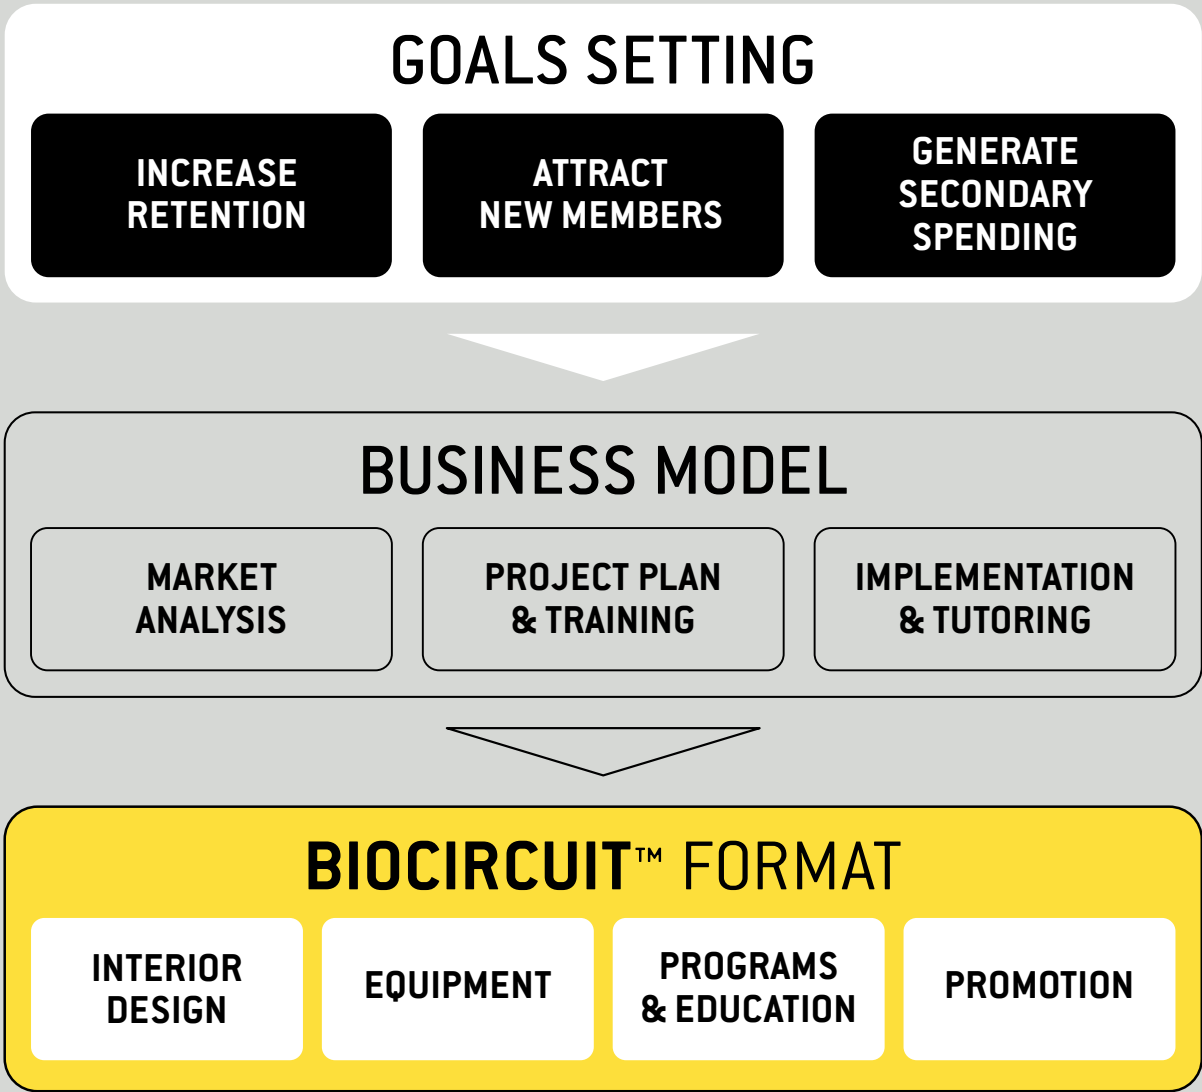 GOALS SETTING
INCREASE
RETENTION
ATTRACT
NEW MEMBERS
GENERATE
SECONDARY
SPENDING
BUSINESS MODEL
MARKET
ANALYSIS
PROJECT PLAN
& TRAINING
IMPLEMENTATION
& TUTORING
BIOCIRCUIT™ FORMAT
INTERIOR
DESIGN
EQUIPMENT
PROGRAMS
& EDUCATION
PROMOTION